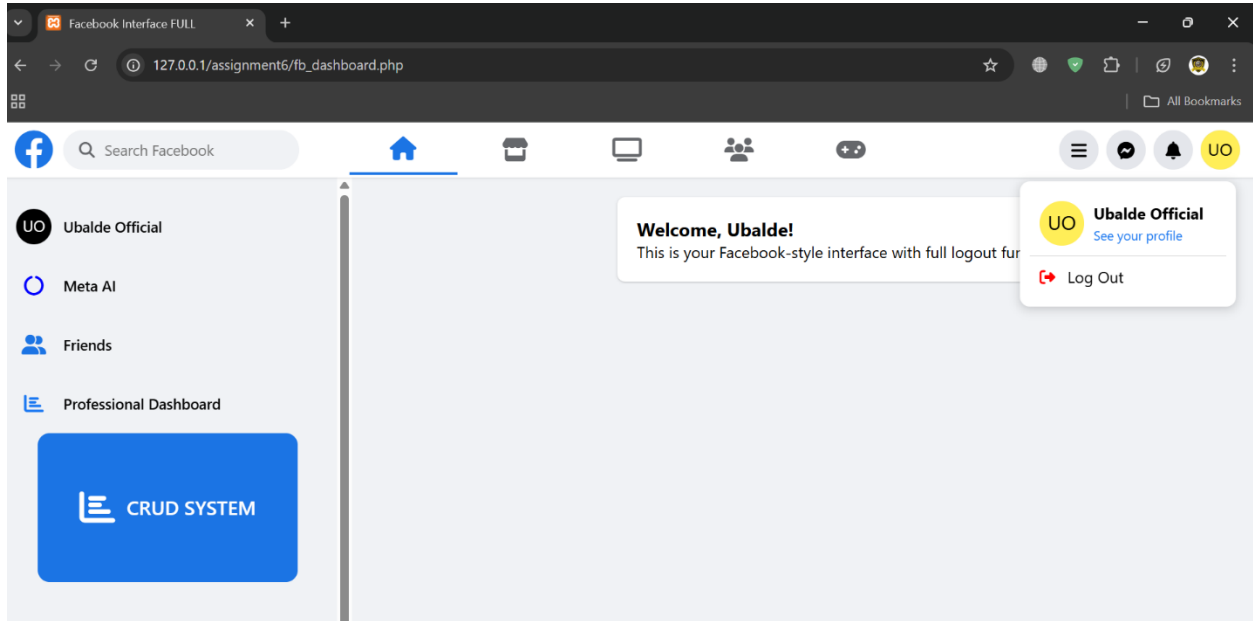 Facebook Interface FULL
127.0.0.1/assignment6/fb_dashboard.php
All Bookmarks
Search Facebook
UO
UO Ubalde Official
Meta AI
Friends
Professional Dashboard
CRUD SYSTEM
Welcome, Ubalde!
This is your Facebook-style interface with full logout fur
UO
Ubalde Official
See your profile
Log Out